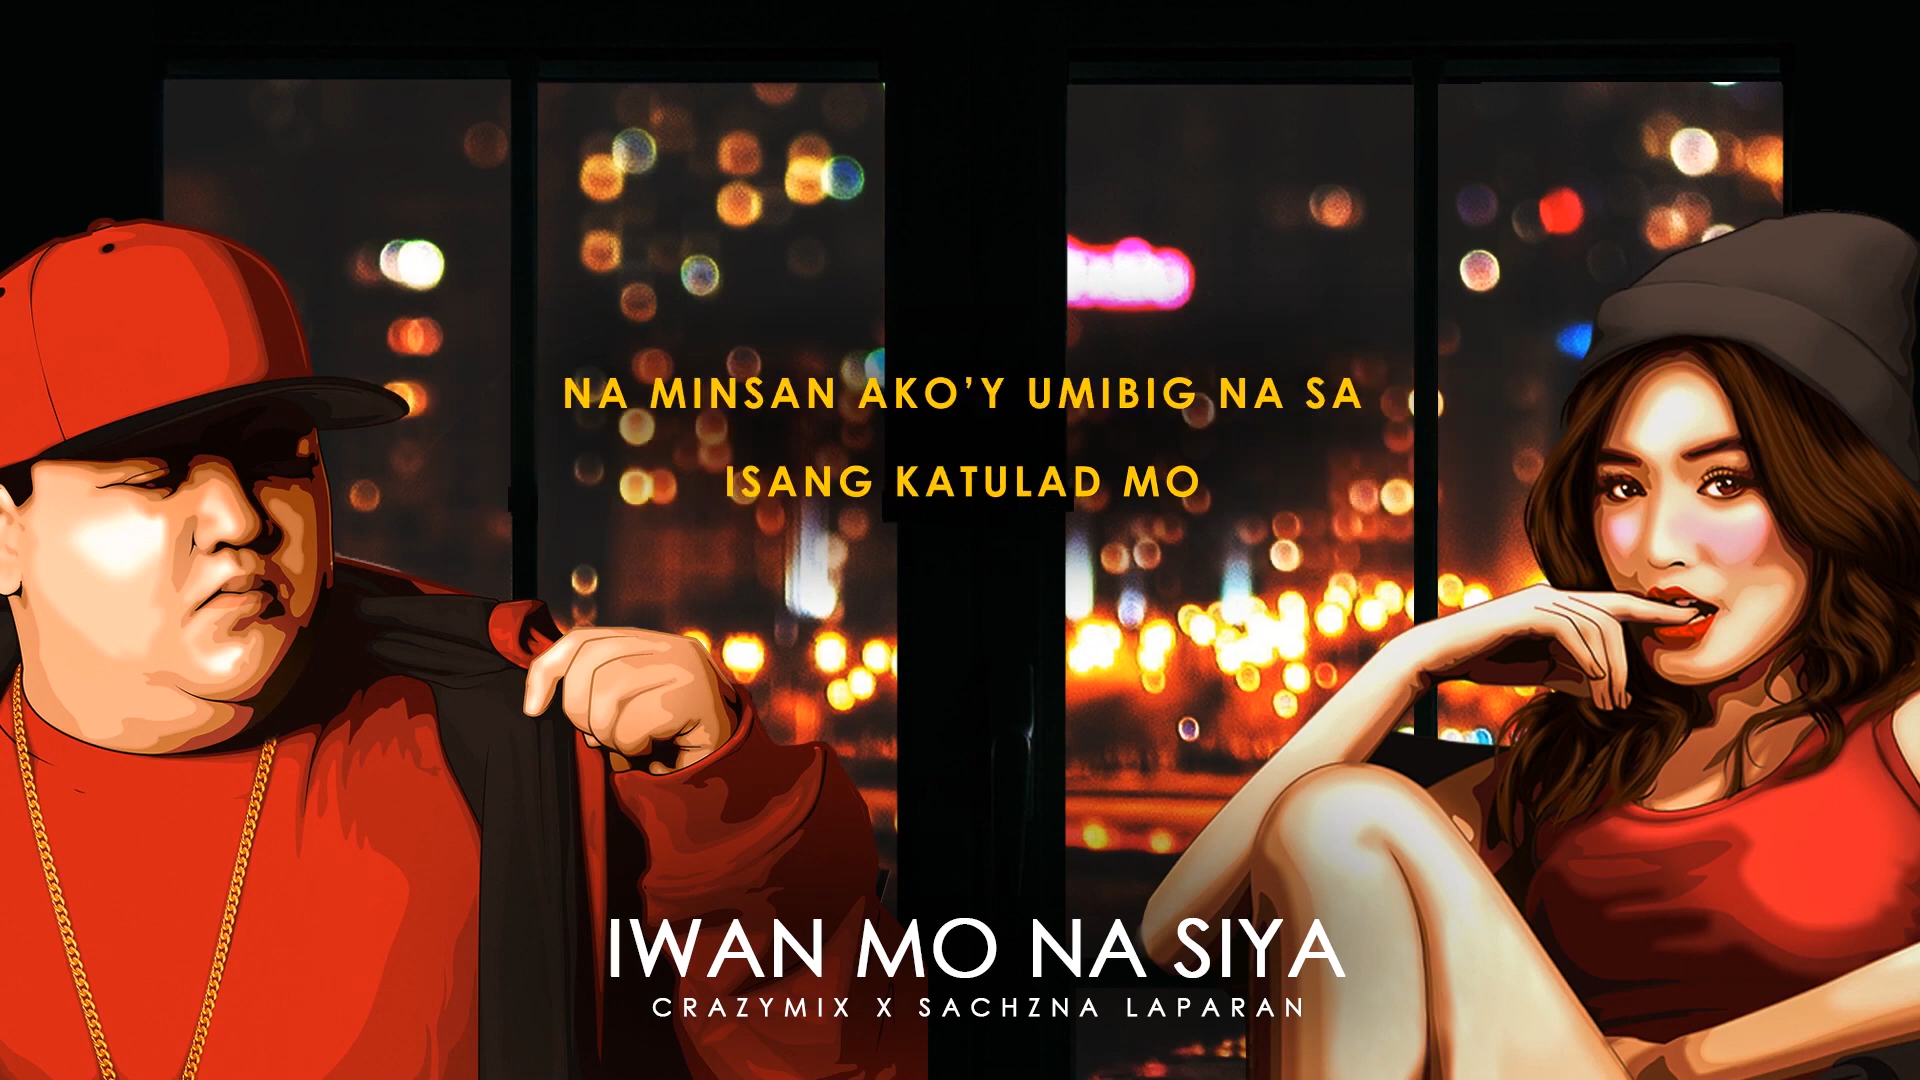 NA MINSAN AKO’Y UMIBIG NA SA
ISANG KATULAD MO
IWAN MO NA SIYA
CRAZYMIX X SACHZNA LAPARAN